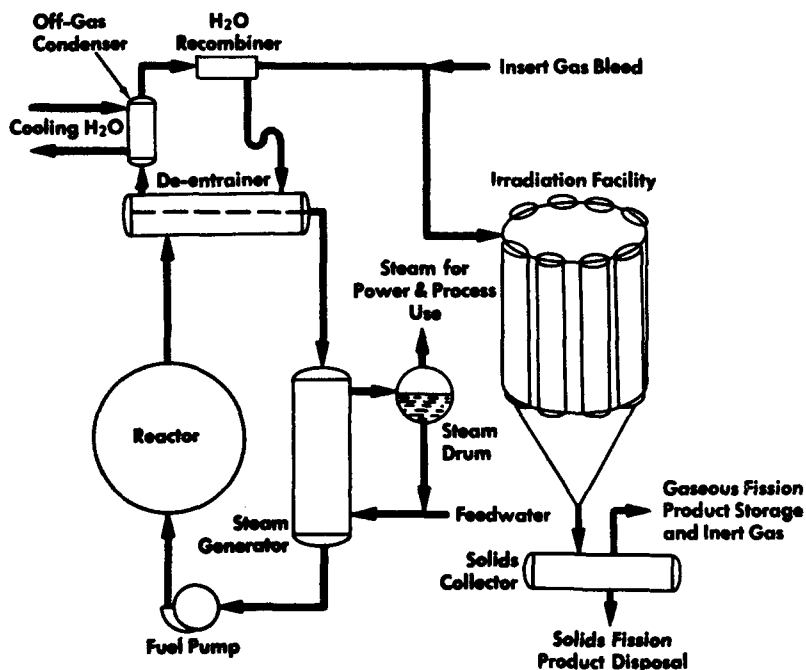 Off-Gas
Condenser
H2O
Recombiner
Insert Gas Bleed
Cooling H2O
De-entrainer
Irradiation Facility
Steam for
Power & Process
Use
Reactor
Steam
Drum
Steam
Generator
Feedwater
Gaseous Fission
Product Storage
and Inert Gas
Solids
Collector
Fuel Pump
Solids Fission
Product Disposal